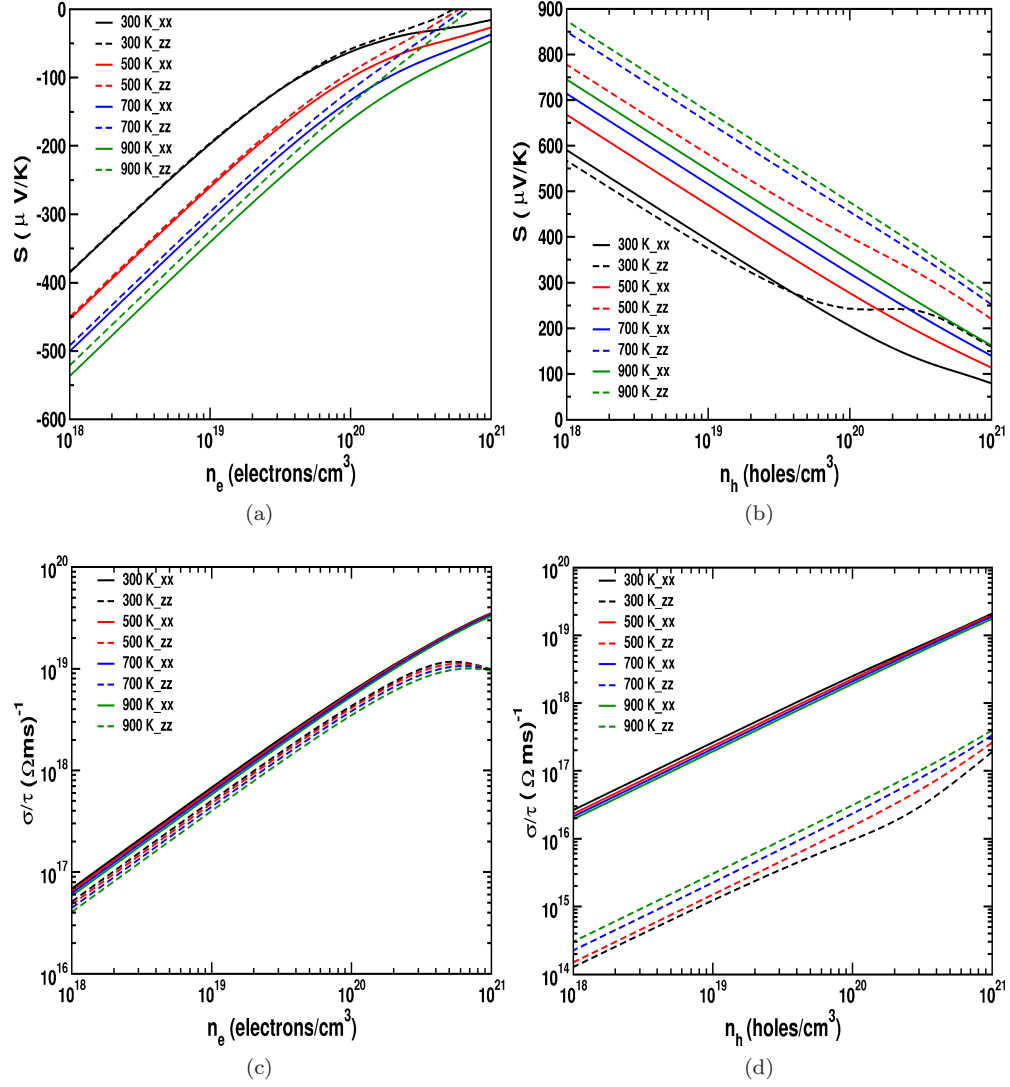 0
-100
-200
-300
-400
-500
-600
S ( μ V/K)
300 K_xx
300 K_zz
500 K_xx
500 K_zz
700 K_xx
700 K_zz
900 K_xx
900 K_zz
10^18
10^19
10^20
10^21
n_e (electrons/cm^3)
(a)
900
800
700
600
500
400
300
200
100
0
S ( μ V/K)
300 K_xx
300 K_zz
500 K_xx
500 K_zz
700 K_xx
700 K_zz
900 K_xx
900 K_zz
10^18
10^19
10^20
10^21
n_h (holes/cm^3)
(b)
10^20
10^19
10^18
10^17
10^16
σ/τ (Ωms)^-1
300 K_xx
300 K_zz
500 K_xx
500 K_zz
700 K_xx
700 K_zz
900 K_xx
900 K_zz
10^18
10^19
10^20
10^21
n_e (electrons/cm^3)
(c)
10^20
10^19
10^18
10^17
10^16
10^15
10^14
σ/τ ( Ω ms)^-1
300 K_xx
300 K_zz
500 K_xx
500 K_zz
700 K_xx
700 K_zz
900 K_xx
900 K_zz
10^18
10^19
10^20
10^21
n_h (holes/cm^3)
(d)